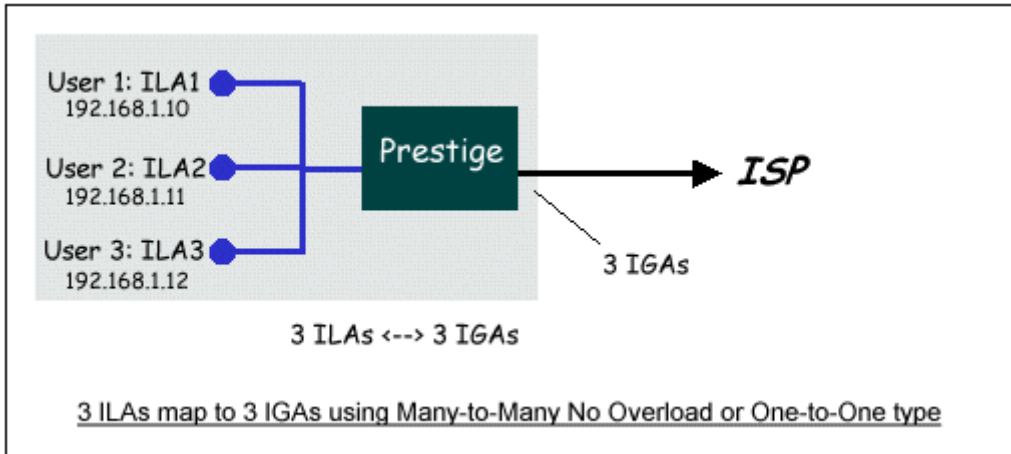 User 1: ILA1
192.168.1.10
User 2: ILA2
192.168.1.11
User 3: ILA3
192.168.1.12
Prestige
ISP
3 IGAs
3 ILAs <--> 3 IGAs
3 ILAs map to 3 IGAs using Many-to-Many No Overload or One-to-One type